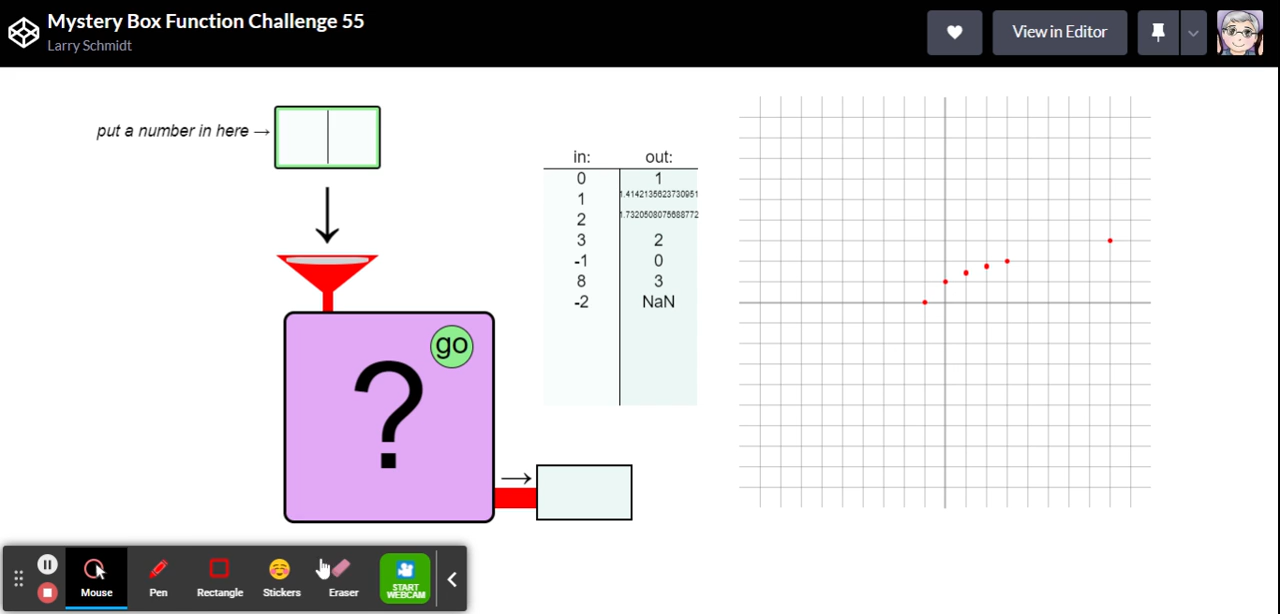 Mystery Box Function Challenge 55
Larry Schmidt
View in Editor
put a number in here →
in: out:
0 1
1 1.4142135623730951
2 1.7320508075688772
3 2
-1 0
8 3
-2 NaN
go
?
Mouse
Pen
Rectangle
Stickers
Eraser
START
WEBCAM